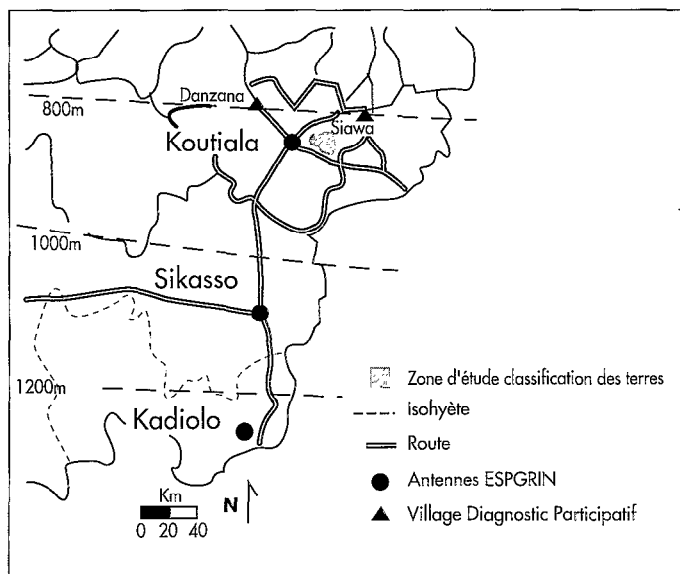 Danzana
800m
Siawa
Koutiala
1000m
Sikasso
1200m
Kadiolo
Zone d'étude classification des terres
isohyète
Route
Antennes ESPGRIN
Village Diagnostic Participatif
Km
0 20 40
N